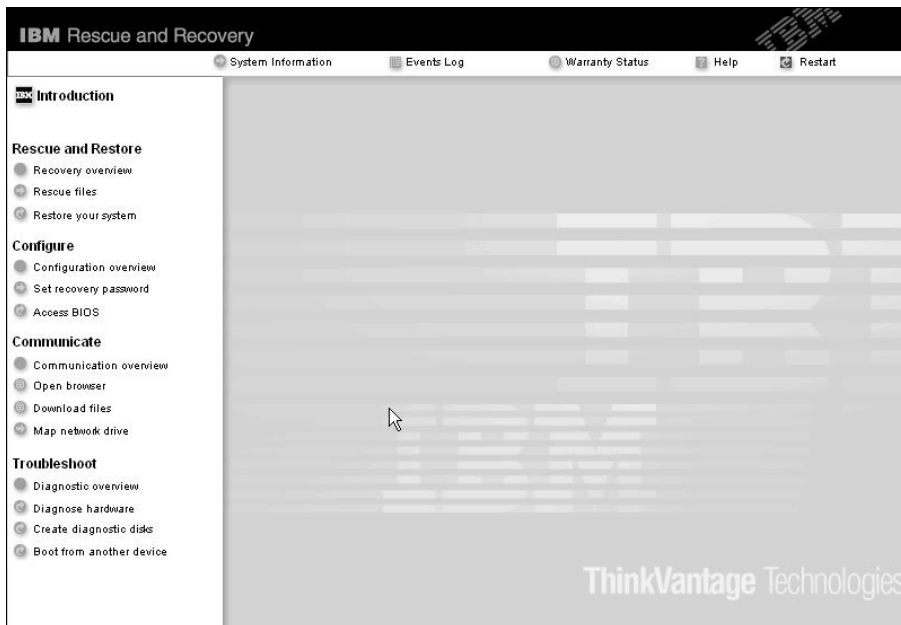 IBM Rescue and Recovery
IBM
System Information Events Log Warranty Status Help Restart
Introduction
Rescue and Restore
Recovery overview
Rescue files
Restore your system
Configure
Configuration overview
Set recovery password
Access BIOS
Communicate
Communication overview
Open browser
Download files
Map network drive
Troubleshoot
Diagnostic overview
Diagnose hardware
Create diagnostic disks
Boot from another device
IBM
ThinkVantage Technologies